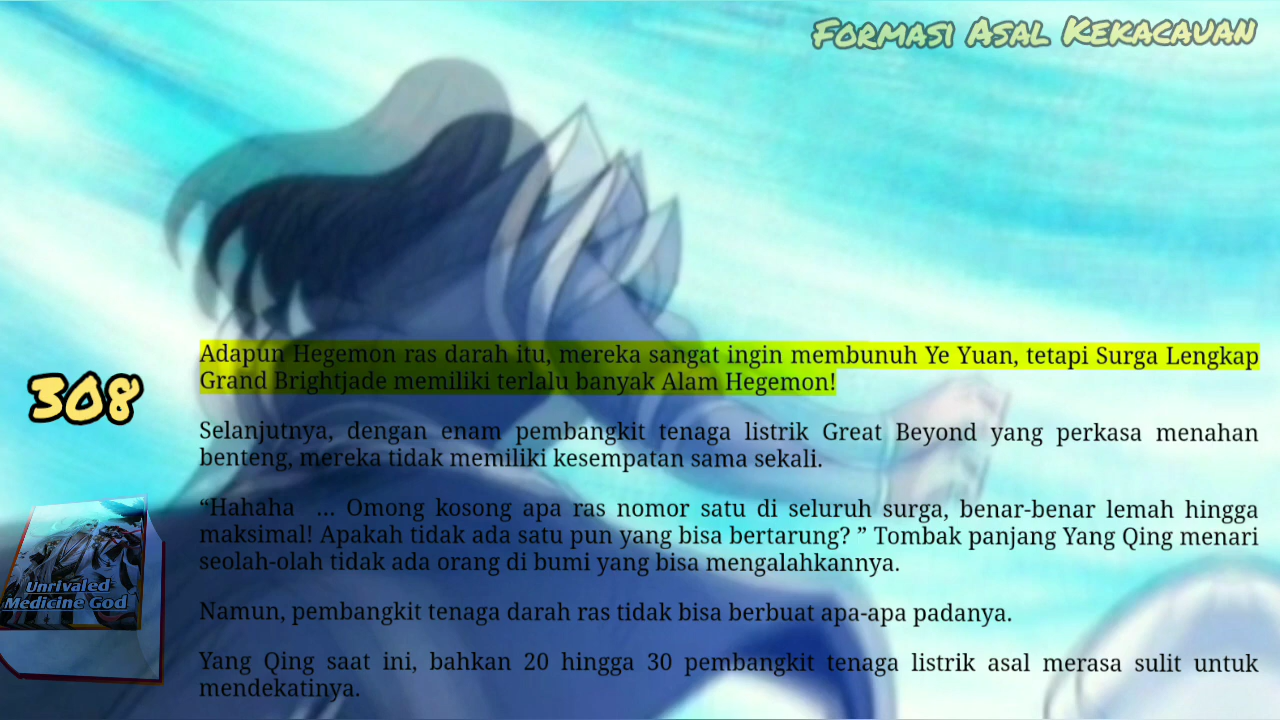 Formasi Asal Kekacauan
Adapun Hegemon ras darah itu, mereka sangat ingin membunuh Ye Yuan, tetapi Surga Lengkap
Grand Brightjade memiliki terlalu banyak Alam Hegemon!
308
Selanjutnya, dengan enam pembangkit tenaga listrik Great Beyond yang perkasa menahan
benteng, mereka tidak memiliki kesempatan sama sekali.
“Hahaha ... Omong kosong apa ras nomor satu di seluruh surga, benar-benar lemah hingga
maksimal! Apakah tidak ada satu pun yang bisa bertarung? ” Tombak panjang Yang Qing menari
seolah-olah tidak ada orang di bumi yang bisa mengalahkannya.
Unrivaled
Medicine God
Namun, pembangkit tenaga darah ras tidak bisa berbuat apa-apa padanya.
Yang Qing saat ini, bahkan 20 hingga 30 pembangkit tenaga listrik asal merasa sulit untuk
mendekatinya.